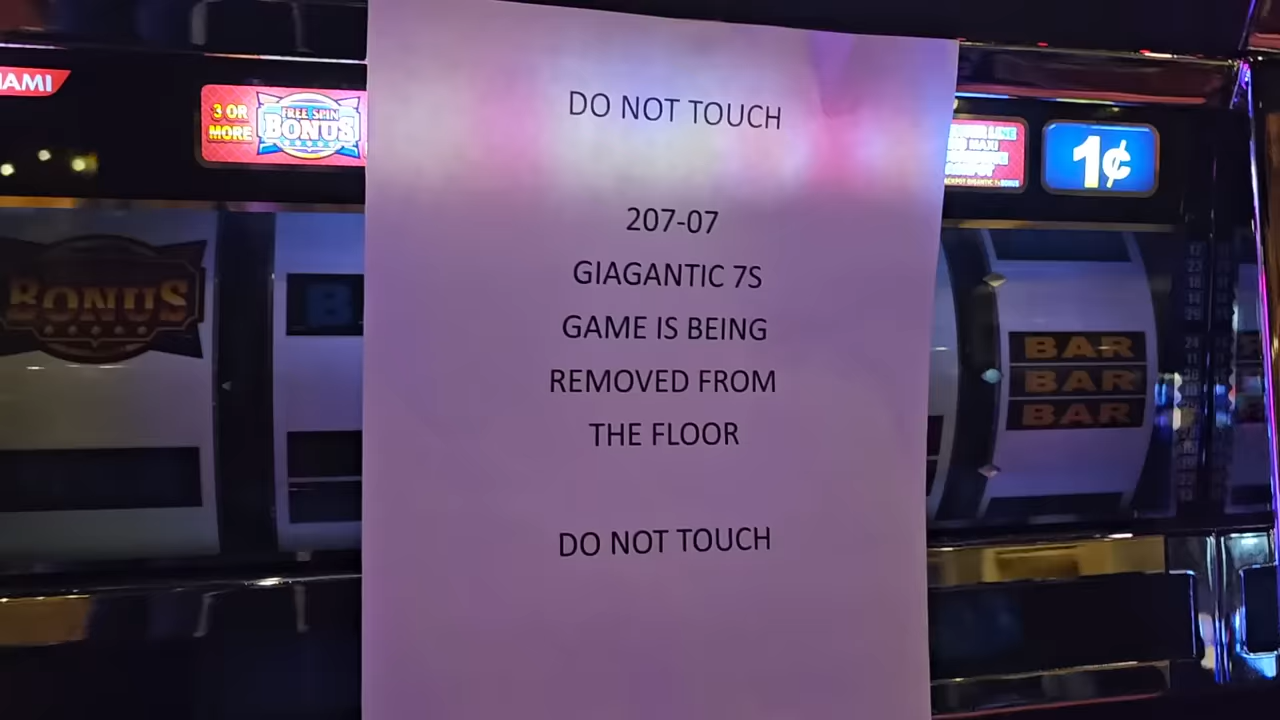 AMI
3 OR
MORE
FREE SPIN
BONUS
1¢
BONUS
B
BAR
BAR
BAR
DO NOT TOUCH
207-07
GIAGANTIC 7S
GAME IS BEING
REMOVED FROM
THE FLOOR
DO NOT TOUCH